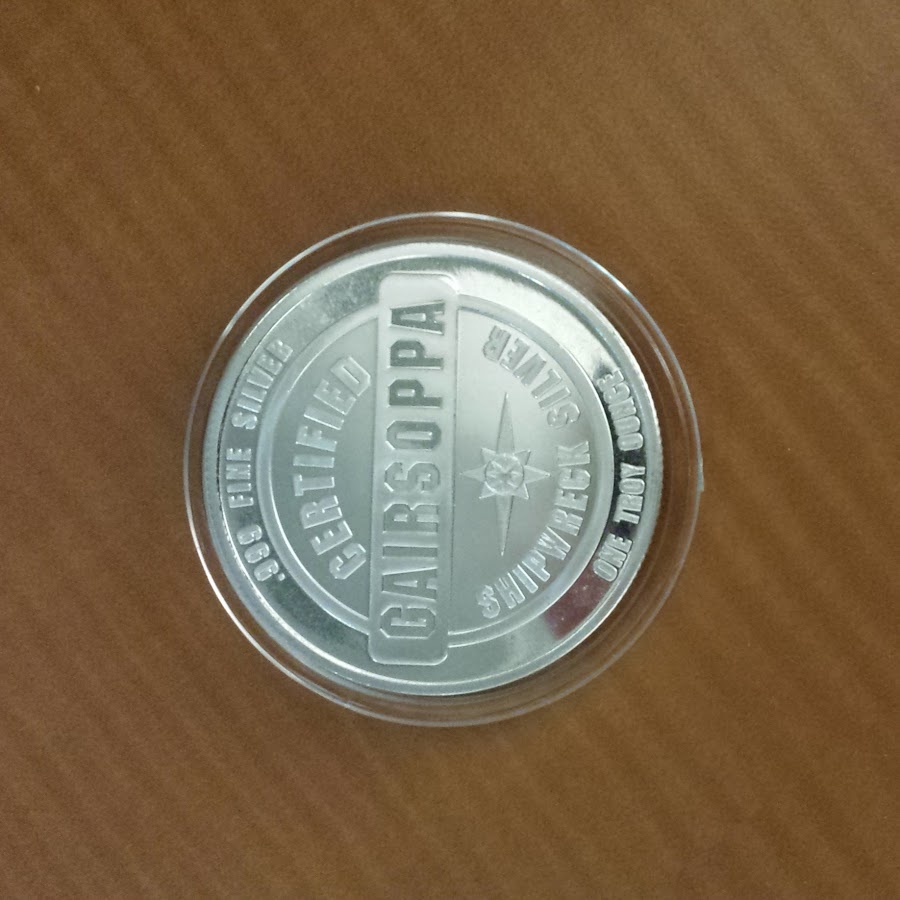 .999 FINE SILVER
CERTIFIED
GAIRSOPPA
SHIPWRECK SILVER
ONE TROY OUNCE